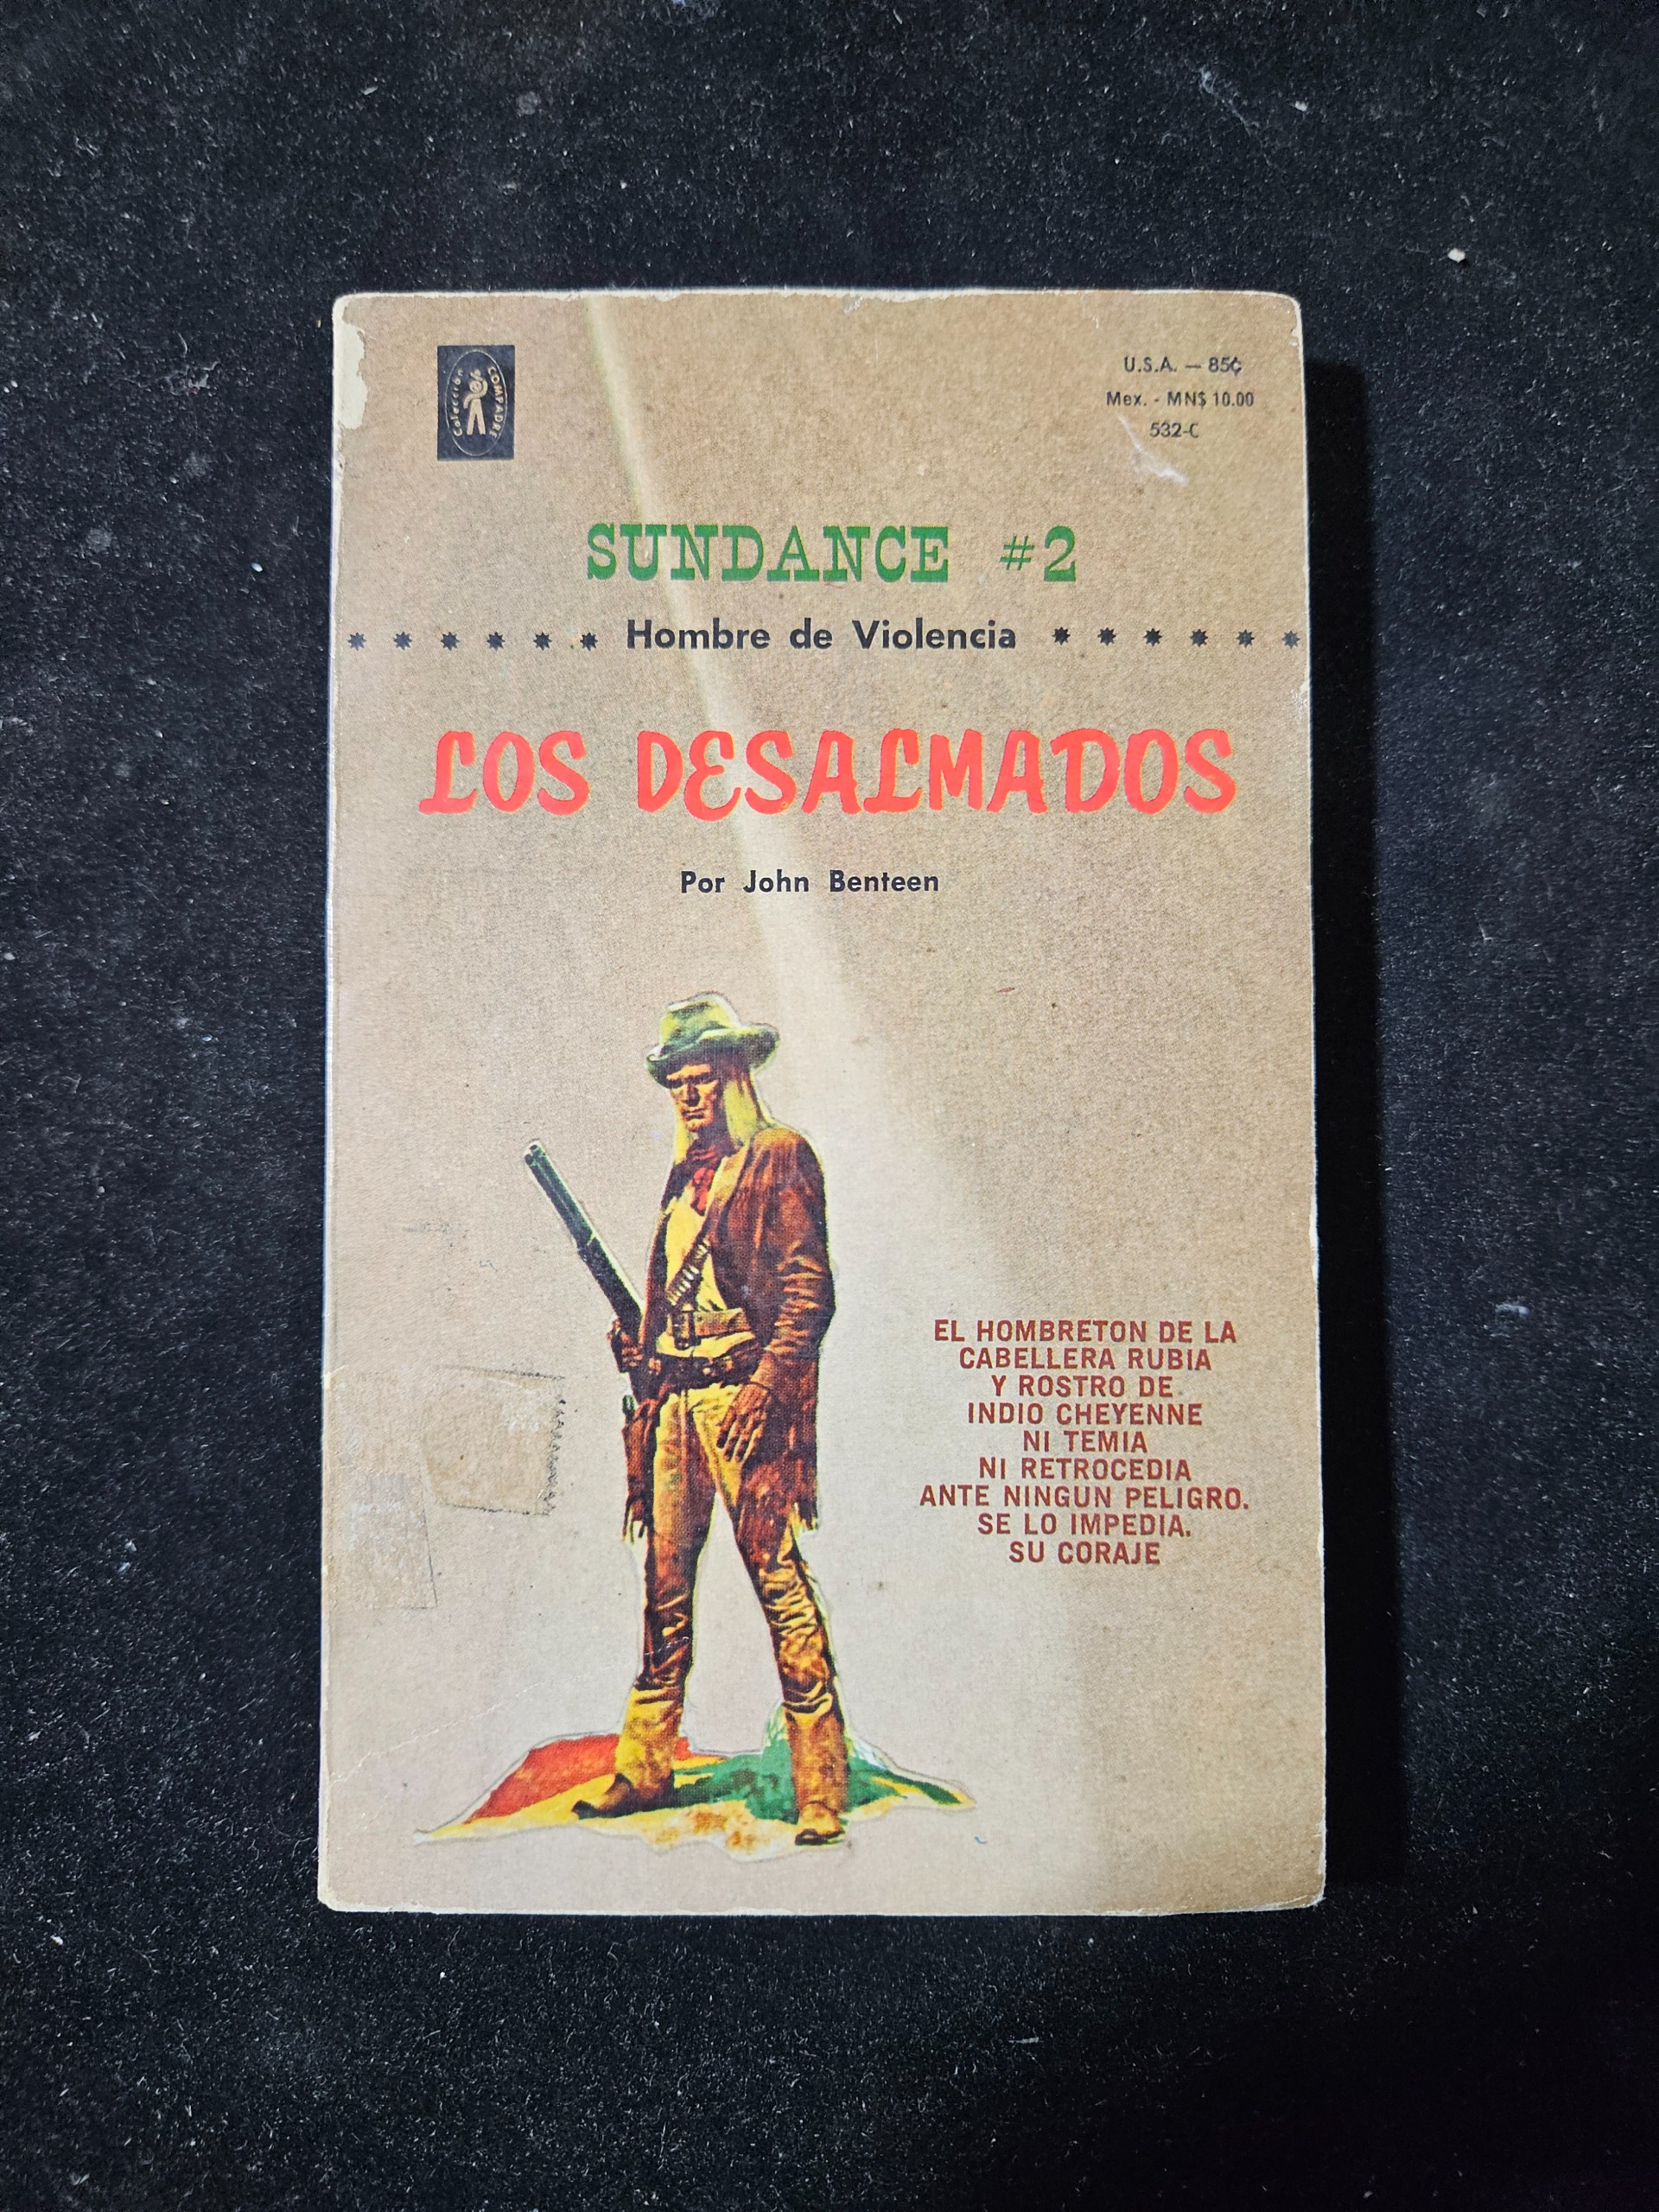 Colección COMPADRE
U.S.A. — 85¢
Mex. - MN$ 10.00
532-C
SUNDANCE #2
Hombre de Violencia
LOS DESALMADOS
Por John Benteen
EL HOMBRETON DE LA
CABELLERA RUBIA
Y ROSTRO DE
INDIO CHEYENNE
NI TEMIA
NI RETROCEDIA
ANTE NINGUN PELIGRO.
SE LO IMPEDIA.
SU CORAJE